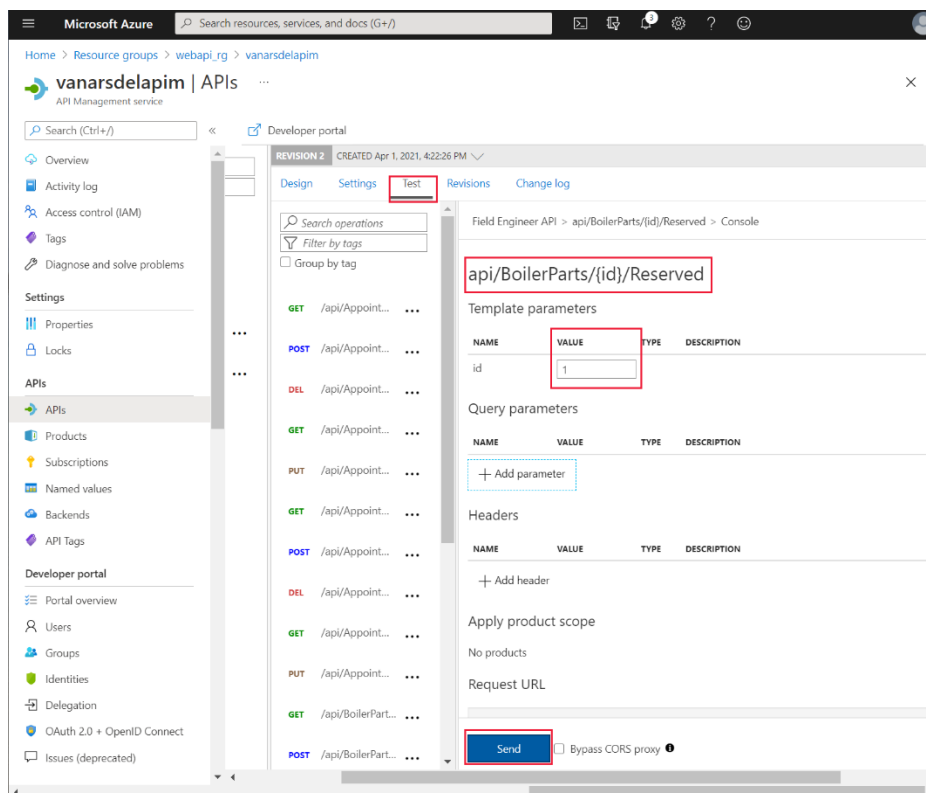 Microsoft Azure
Search resources, services, and docs (G+/)
3
Home > Resource groups > webapi_rg > vanarsdelapim
vanarsdelapim | APIs ...
API Management service
Search (Ctrl+/)
Developer portal
Overview
Activity log
Access control (IAM)
Tags
Diagnose and solve problems
Settings
Properties
Locks
APIs
APIs
Products
Subscriptions
Named values
Backends
API Tags
Developer portal
Portal overview
Users
Groups
Identities
Delegation
OAuth 2.0 + OpenID Connect
Issues (deprecated)
REVISION 2 CREATED Apr 1, 2021, 4:22:26 PM
Design Settings Test Revisions Change log
Search operations
Filter by tags
Group by tag
GET /api/Appoint... ...
POST /api/Appoint... ...
DEL /api/Appoint... ...
GET /api/Appoint... ...
PUT /api/Appoint... ...
GET /api/Appoint... ...
POST /api/Appoint... ...
DEL /api/Appoint... ...
GET /api/Appoint... ...
PUT /api/Appoint... ...
GET /api/BoilerPart... ...
POST /api/BoilerPart... ...
Field Engineer API > api/BoilerParts/{id}/Reserved > Console
api/BoilerParts/{id}/Reserved
Template parameters
NAME VALUE TYPE DESCRIPTION
id 1
Query parameters
NAME VALUE TYPE DESCRIPTION
+ Add parameter
Headers
NAME VALUE TYPE DESCRIPTION
+ Add header
Apply product scope
No products
Request URL
Send Bypass CORS proxy